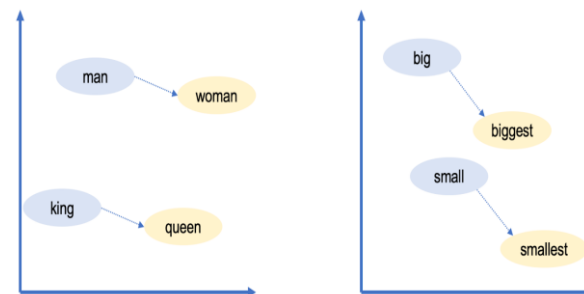 man
woman
king
queen
big
biggest
small
smallest